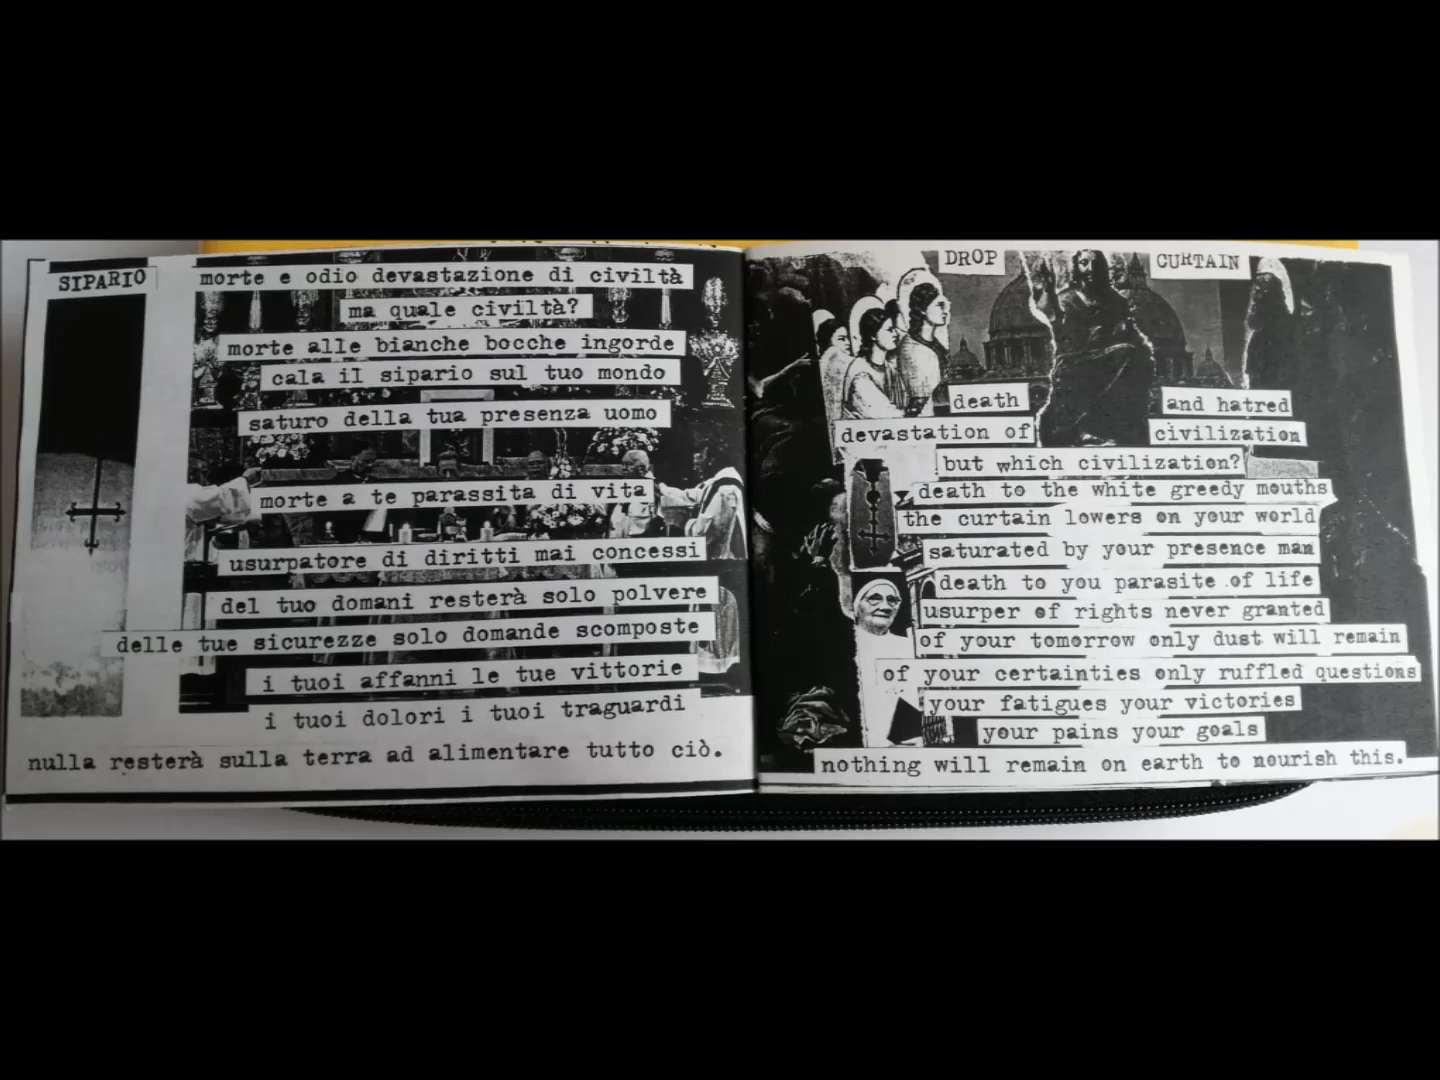 SIPARIO
morte e odio devastazione di civiltà
ma quale civiltà?
morte alle bianche bocche ingorde
cala il sipario sul tuo mondo
saturo della tua presenza uomo
morte a te parassita di vita
usurpatore di diritti mai concessi
del tuo domani resterà solo polvere
delle tue sicurezze solo domande scomposte
i tuoi affanni le tue vittorie
i tuoi dolori i tuoi traguardi
nulla resterà sulla terra ad alimentare tutto ciò.
DROP CURTAIN
death and hatred
devastation of civilization
but which civilization?
death to the white greedy mouths
the curtain lowers on your world
saturated by your presence man
death to you parasite of life
usurper of rights never granted
of your tomorrow only dust will remain
of your certainties only ruffled questions
your fatigues your victories
your pains your goals
nothing will remain on earth to nourish this.